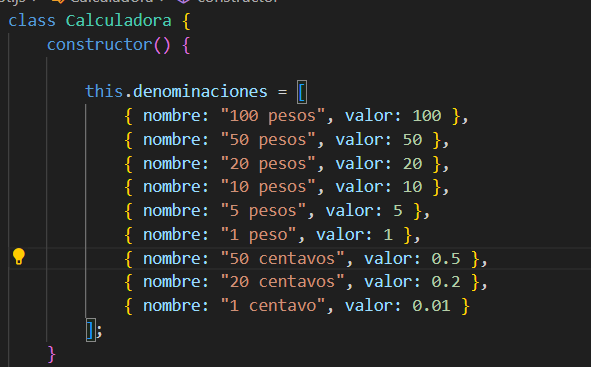 Calculadora constructor
class Calculadora {
constructor() {
this.denominaciones = [
{ nombre: "100 pesos", valor: 100 },
{ nombre: "50 pesos", valor: 50 },
{ nombre: "20 pesos", valor: 20 },
{ nombre: "10 pesos", valor: 10 },
{ nombre: "5 pesos", valor: 5 },
{ nombre: "1 peso", valor: 1 },
{ nombre: "50 centavos", valor: 0.5 },
{ nombre: "20 centavos", valor: 0.2 },
{ nombre: "1 centavo", valor: 0.01 }
];
}